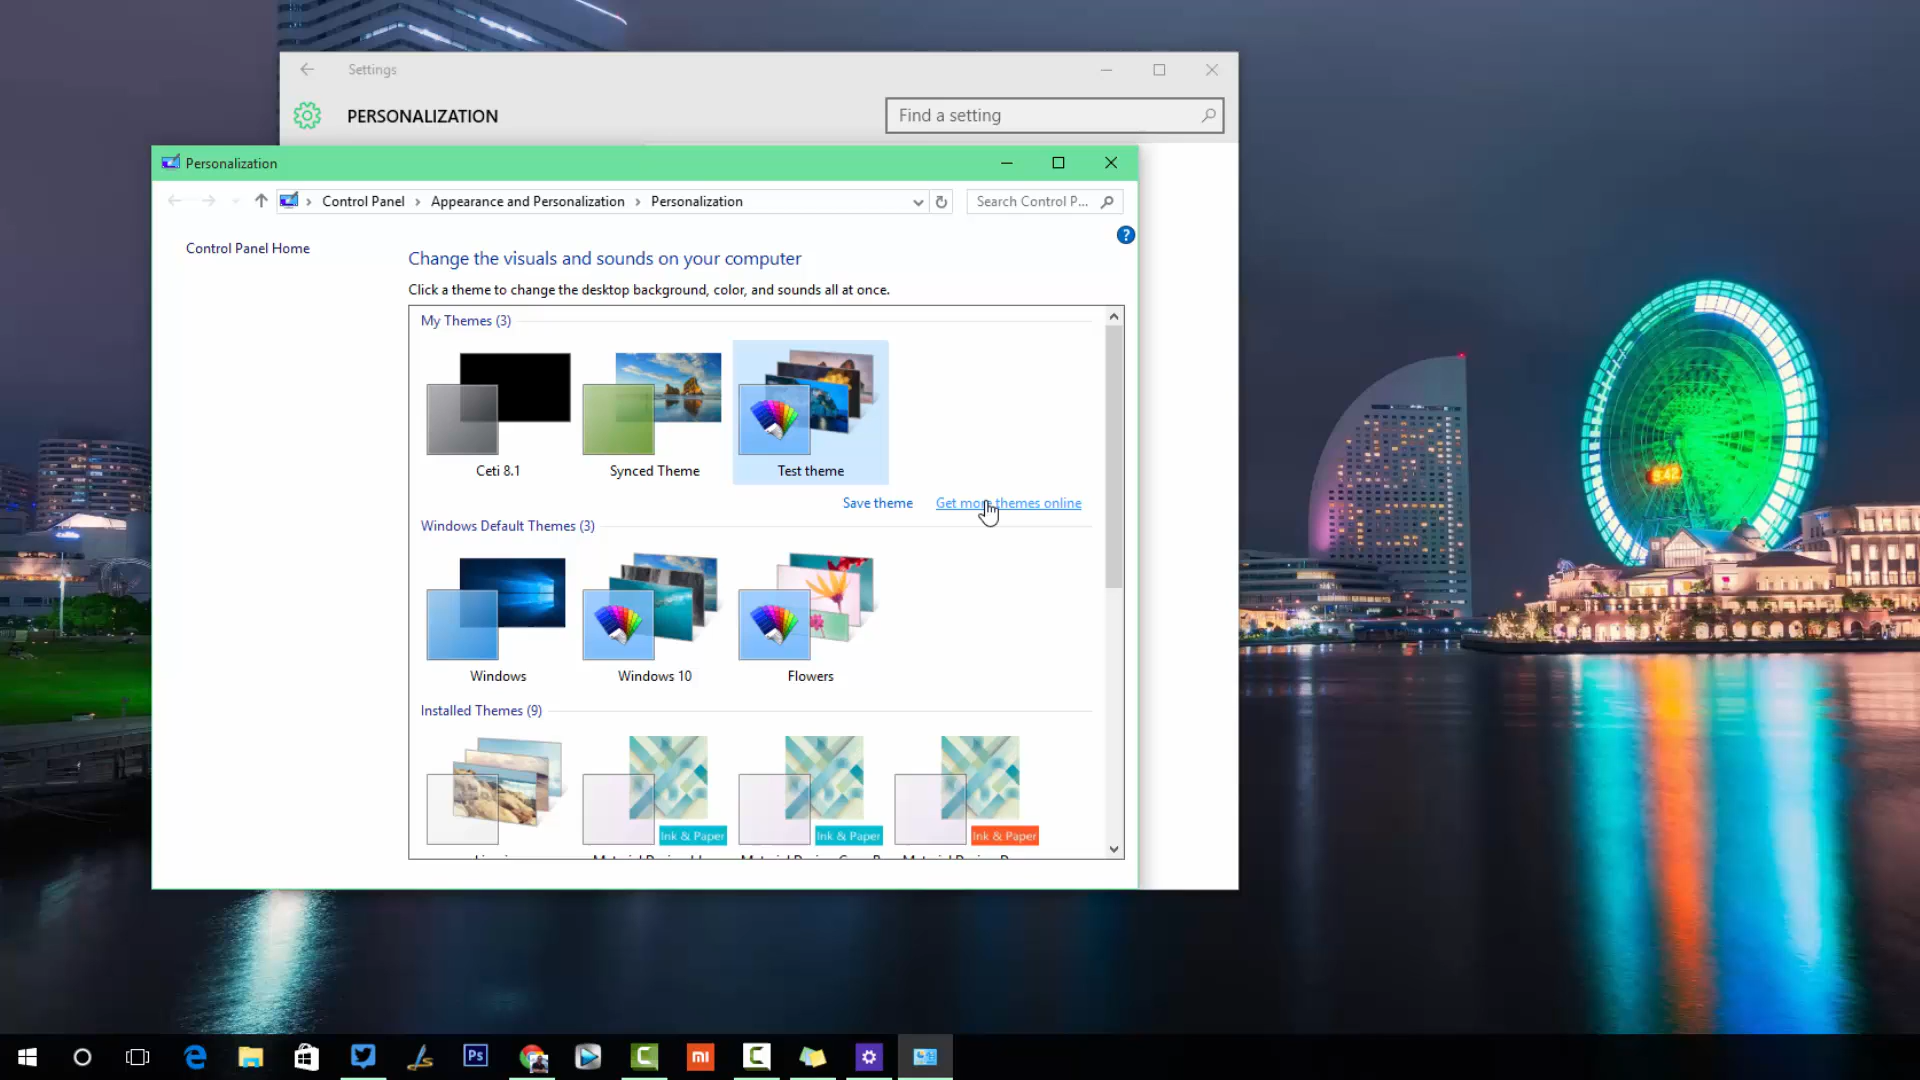 Settings
PERSONALIZATION
Find a setting
Personalization
Control Panel > Appearance and Personalization > Personalization
Search Control P...
Control Panel Home
?
Change the visuals and sounds on your computer
Click a theme to change the desktop background, color, and sounds all at once.
My Themes (3)
Ceti 8.1
Synced Theme
Test theme
Save theme
Get more themes online
Windows Default Themes (3)
Windows
Windows 10
Flowers
Installed Themes (9)
Ink & Paper
Ink & Paper
Ink & Paper
Ps
mi